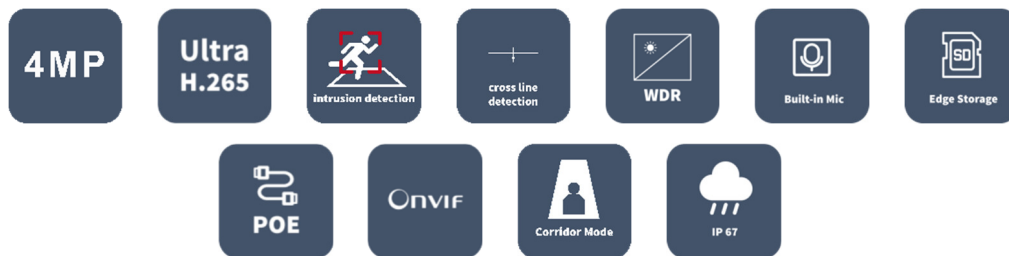 4MP
Ultra
H.265
intrusion detection
cross line
detection
WDR
Built-in Mic
SD
Edge Storage
POE
ONVIF
Corridor Mode
IP 67